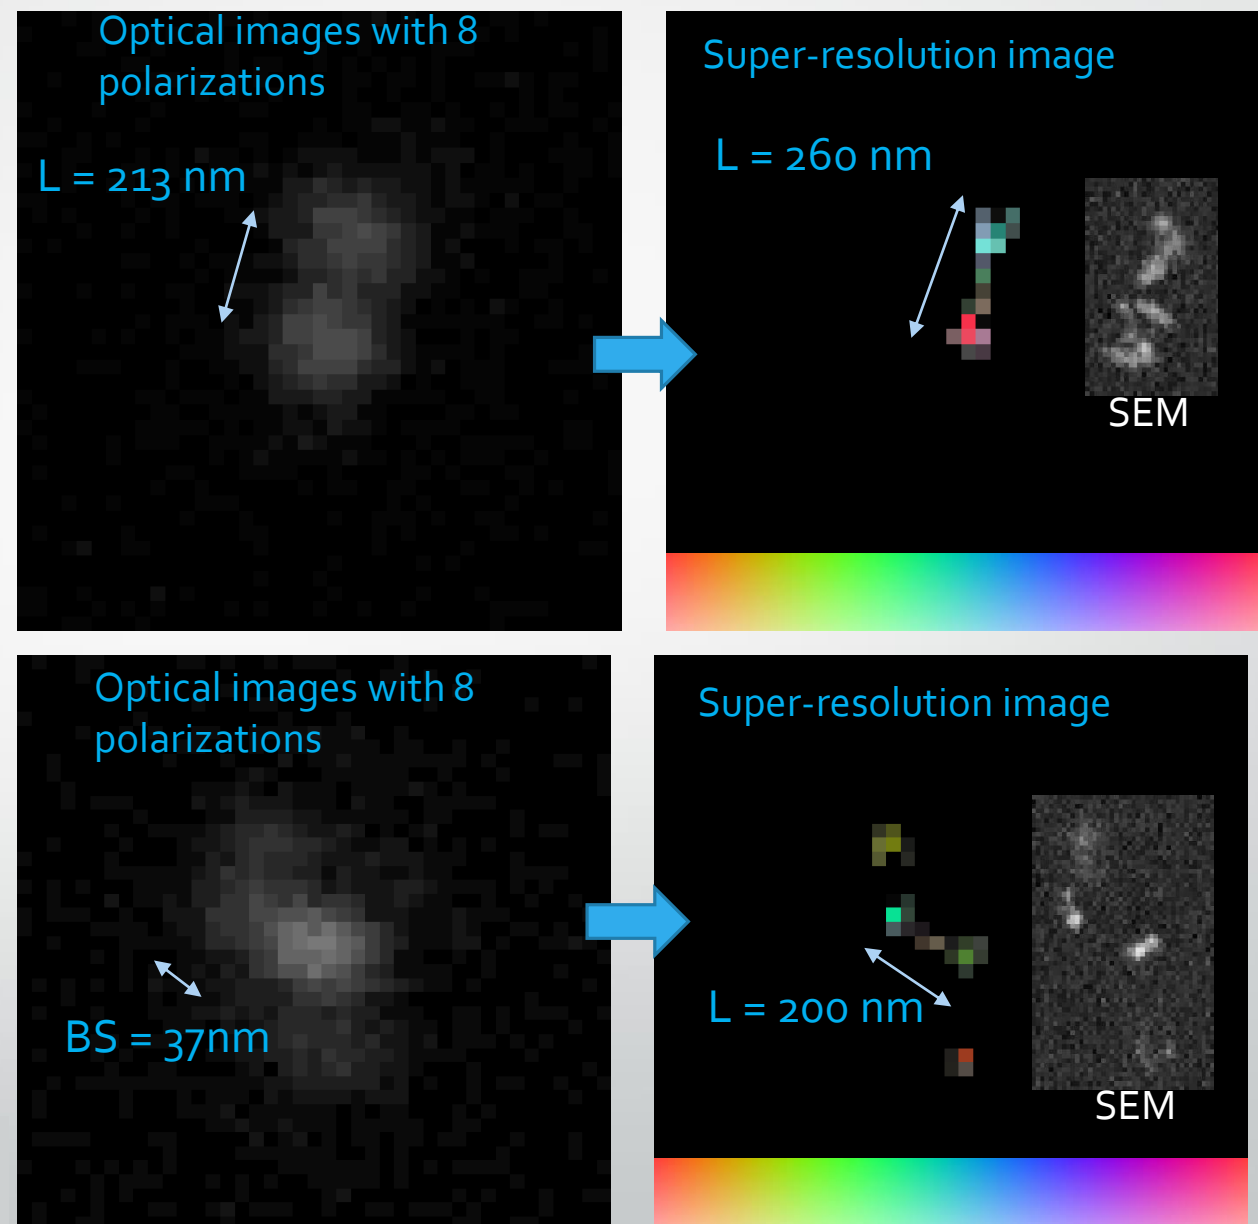 Optical images with 8
polarizations
L = 213 nm
Super-resolution image
L = 260 nm
SEM
Optical images with 8
polarizations
BS = 37nm
Super-resolution image
L = 200 nm
SEM